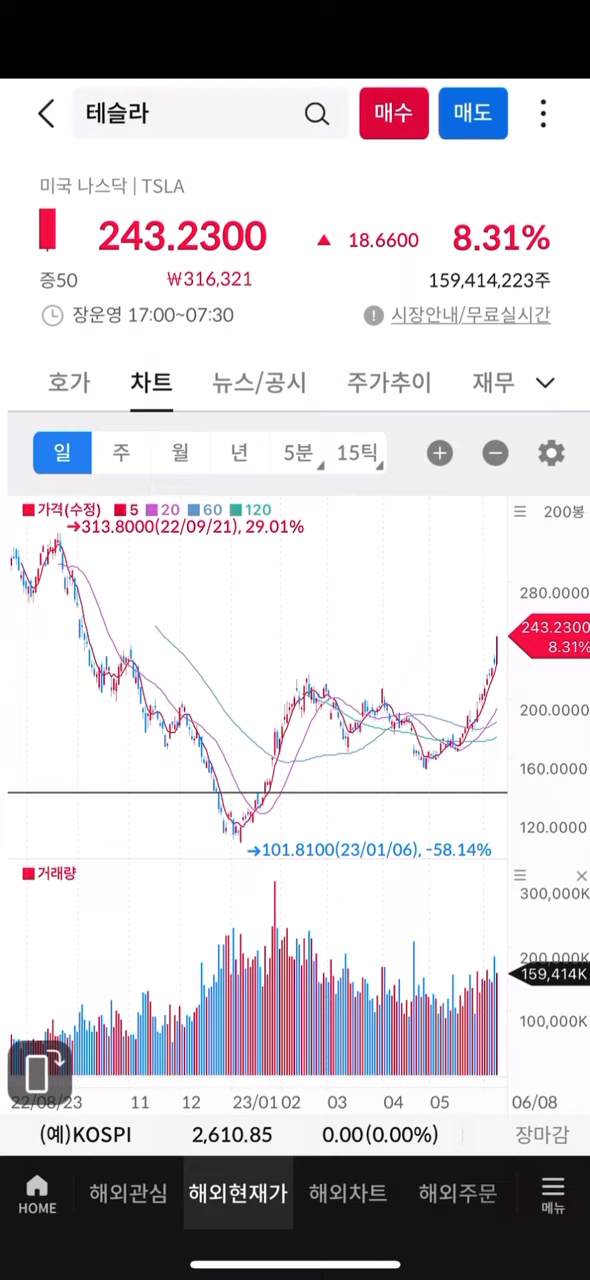 테슬라 매수 매도
미국 나스닥 | TSLA
243.2300 ▲ 18.6600 8.31%
증50 ₩316,321 159,414,223주
장운영 17:00~07:30 ! 시장안내/무료실시간
호가 차트 뉴스/공시 주가추이 재무
일 주 월 년 5분 15틱
가격(수정) 5 20 60 120 200봉
→313.8000(22/09/21), 29.01%
280.0000
243.2300
8.31%
200.0000
160.0000
120.0000
→101.8100(23/01/06), -58.14%
거래량
300,000K
200,000K
159,414K
100,000K
22/08/23 11 12 23/01 02 03 04 05 06/08
(예)KOSPI 2,610.85 0.00(0.00%) 장마감
HOME 해외관심 해외현재가 해외차트 해외주문 메뉴